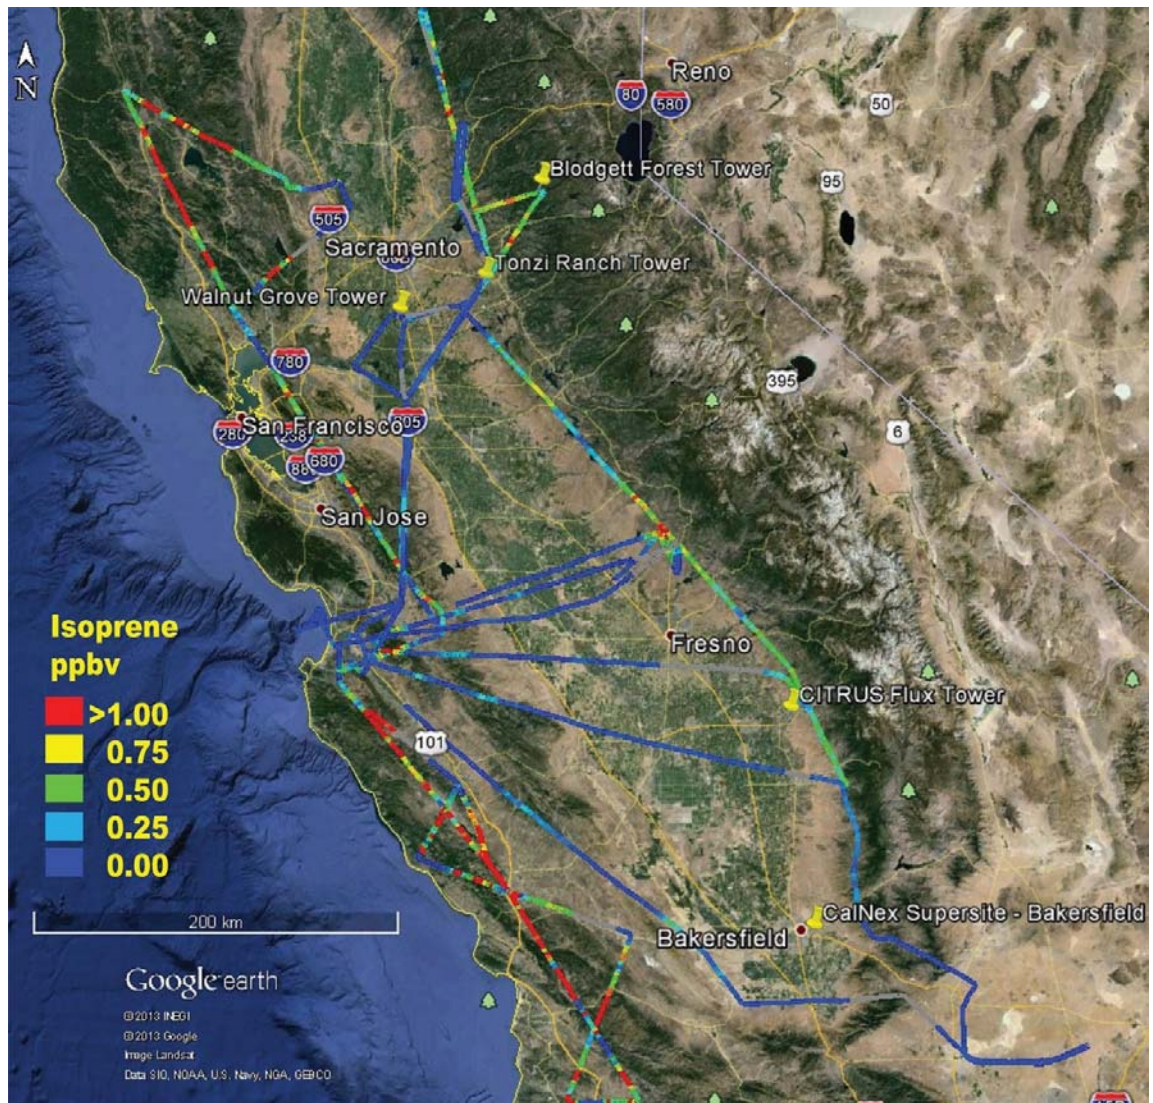 N
Reno
80
580
50
Blodgett Forest Tower
95
505
Sacramento
Tonzi Ranch Tower
Walnut Grove Tower
780
395
6
280
San Francisco
238
205
680
San Jose
Isoprene
ppbv
>1.00
0.75
0.50
0.25
0.00
Fresno
CITRUS Flux Tower
101
200 km
CalNex Supersite - Bakersfield
Bakersfield
Google earth
©2013 INEGI
©2013 Google
Image Landsat
Data SIO, NOAA, U.S. Navy, NGA, GEBCO